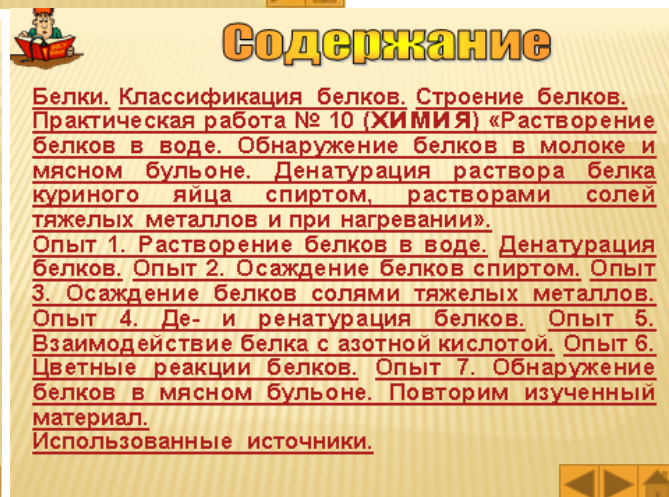 Содержание
Белки. Классификация белков. Строение белков.
Практическая работа № 10 (ХИМИЯ) «Растворение
белков в воде. Обнаружение белков в молоке и
мясном бульоне. Денатурация раствора белка
куриного яйца спиртом, растворами солей
тяжелых металлов и при нагревании».
Опыт 1. Растворение белков в воде. Денатурация
белков. Опыт 2. Осаждение белков спиртом. Опыт
3. Осаждение белков солями тяжелых металлов.
Опыт 4. Де- и ренатурация белков. Опыт 5.
Взаимодействие белка с азотной кислотой. Опыт 6.
Цветные реакции белков. Опыт 7. Обнаружение
белков в мясном бульоне. Повторим изученный
материал.
Использованные источники.